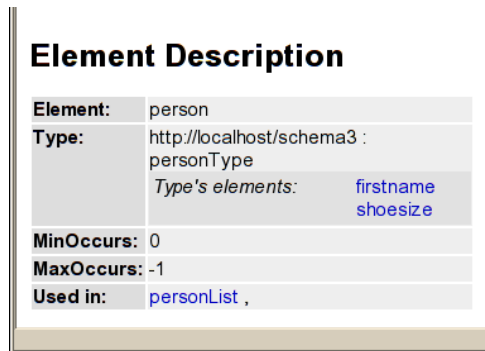 Element Description
Element: person
Type: http://localhost/schema3 :
personType
Type's elements: firstname
shoesize
MinOccurs: 0
MaxOccurs: -1
Used in: personList ,